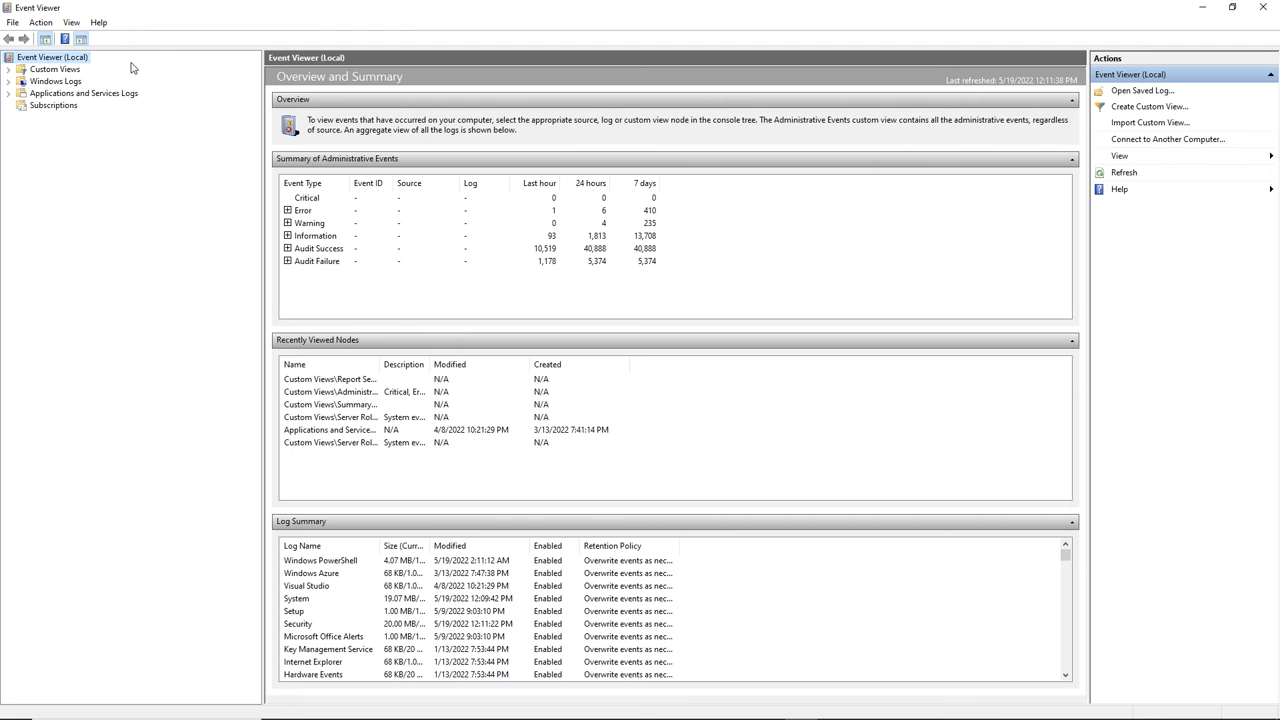 Event Viewer
File Action View Help
Event Viewer (Local)
Custom Views
Windows Logs
Applications and Services Logs
Subscriptions
Event Viewer (Local)
Overview and Summary Last refreshed: 5/19/2022 12:11:38 PM
Overview
To view events that have occurred on your computer, select the appropriate source, log or custom view node in the console tree. The Administrative Events custom view contains all the administrative events, regardless
of source. An aggregate view of all the logs is shown below.
Summary of Administrative Events
Event Type Event ID Source Log Last hour 24 hours 7 days
Critical - - - 0 0 0
Error - - - 1 6 410
Warning - - - 0 4 235
Information - - - 93 1,813 13,708
Audit Success - - - 10,519 40,888 40,888
Audit Failure - - - 1,178 5,374 5,374
Recently Viewed Nodes
Name Description Modified Created
Custom Views\Report Se... N/A N/A
Custom Views\Administr... Critical, Er... N/A N/A
Custom Views\Summary... N/A N/A
Custom Views\Server Rol... System ev... N/A N/A
Applications and Service... N/A 4/8/2022 10:21:29 PM 3/13/2022 7:41:14 PM
Custom Views\Server Rol... System ev... N/A N/A
Log Summary
Log Name Size (Curr... Modified Enabled Retention Policy
Windows PowerShell 4.07 MB/1... 5/19/2022 2:11:12 AM Enabled Overwrite events as nec...
Windows Azure 68 KB/1.0... 3/13/2022 7:47:38 PM Enabled Overwrite events as nec...
Visual Studio 68 KB/1.0... 4/8/2022 10:21:29 PM Enabled Overwrite events as nec...
System 19.07 MB/... 5/19/2022 12:09:42 PM Enabled Overwrite events as nec...
Setup 1.00 MB/1... 5/9/2022 9:03:10 PM Enabled Overwrite events as nec...
Security 20.00 MB/... 5/19/2022 12:11:22 PM Enabled Overwrite events as nec...
Microsoft Office Alerts 1.00 MB/1... 5/9/2022 9:03:10 PM Enabled Overwrite events as nec...
Key Management Service 68 KB/20 ... 1/13/2022 7:53:44 PM Enabled Overwrite events as nec...
Internet Explorer 68 KB/1.0... 1/13/2022 7:53:44 PM Enabled Overwrite events as nec...
Hardware Events 68 KB/20 ... 1/13/2022 7:53:44 PM Enabled Overwrite events as nec...
Actions
Event Viewer (Local)
Open Saved Log...
Create Custom View...
Import Custom View...
Connect to Another Computer...
View
Refresh
Help